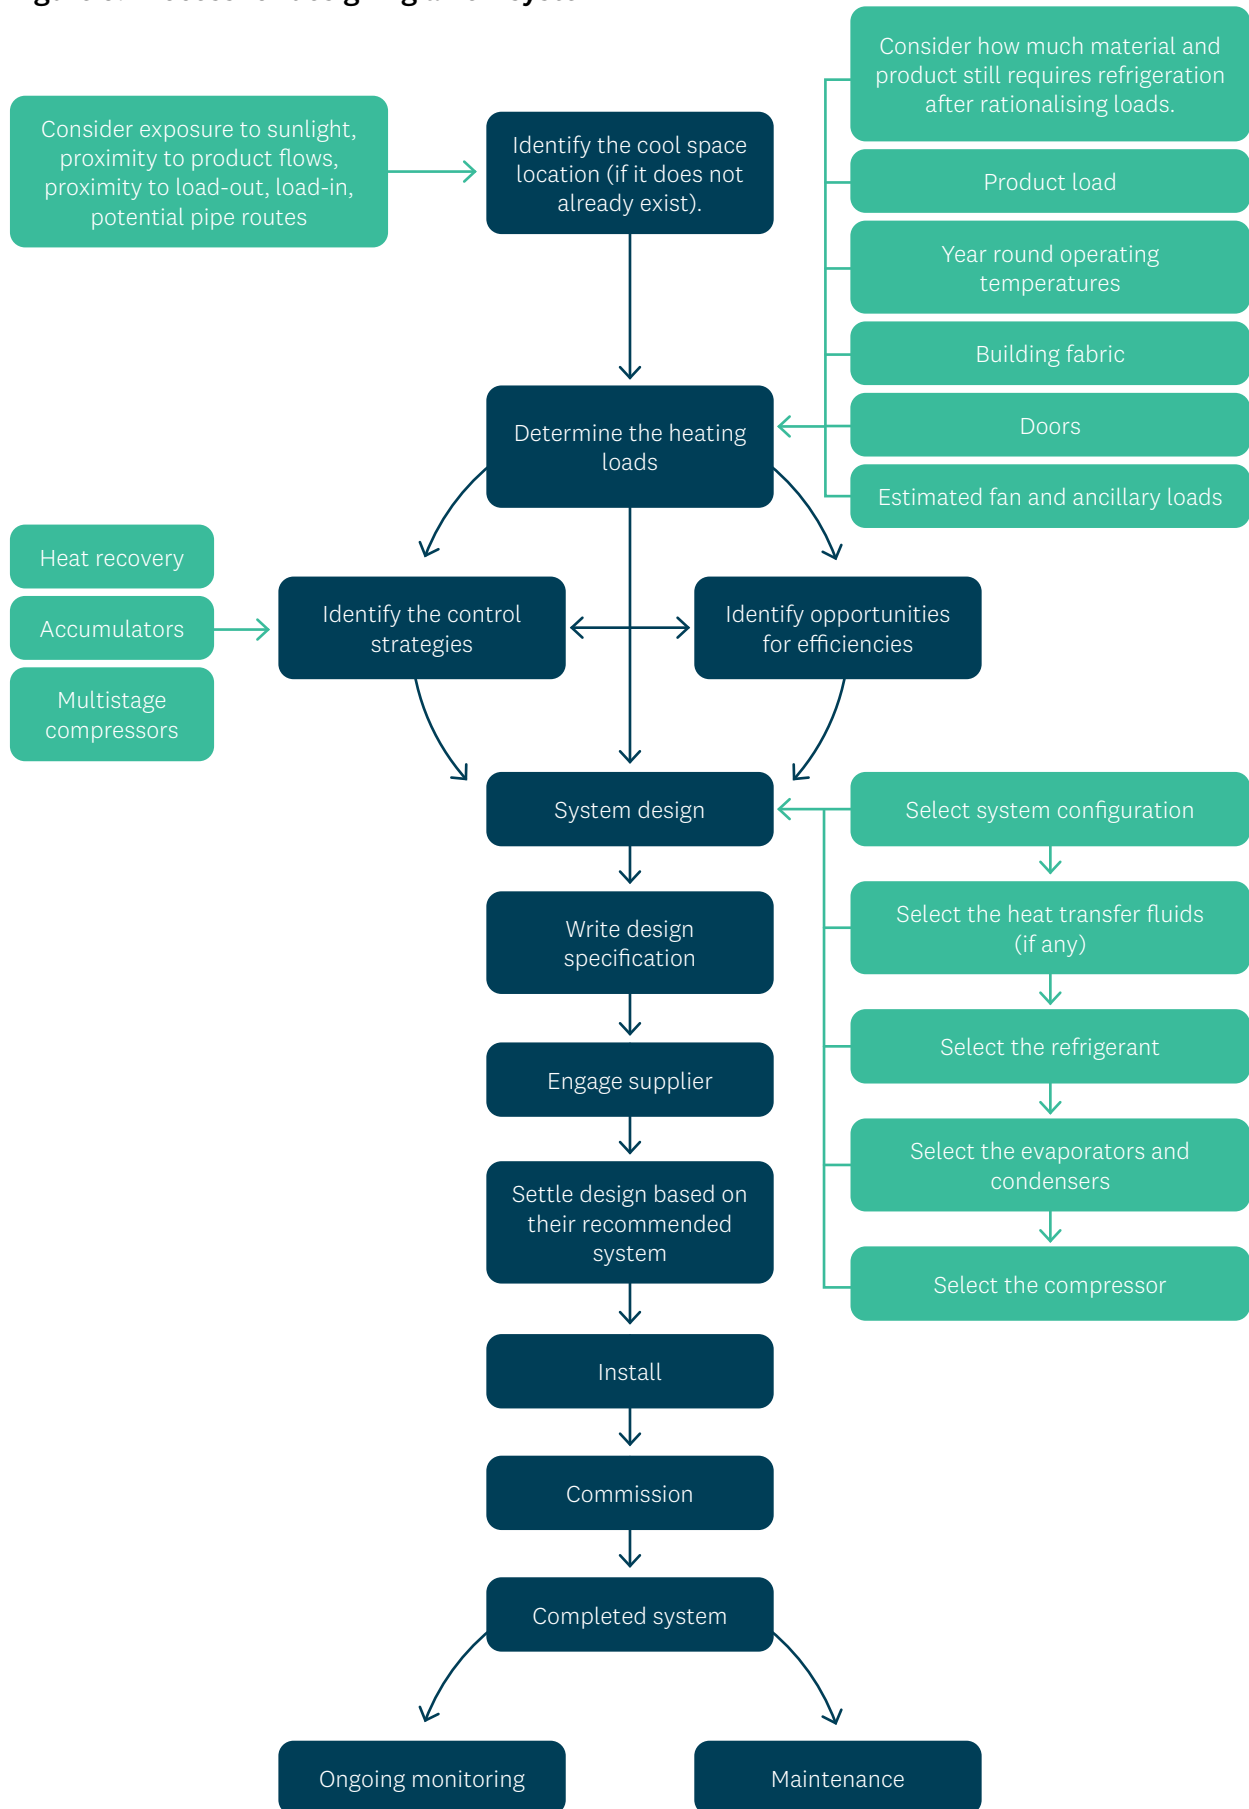 Consider how much material and
product still requires refrigeration
after rationalising loads.
Consider exposure to sunlight,
proximity to product flows,
proximity to load-out, load-in,
potential pipe routes
Identify the cool space
location (if it does not
already exist).
Product load
Year round operating
temperatures
Building fabric
Doors
Estimated fan and ancillary loads
Determine the heating
loads
Heat recovery
Accumulators
Multistage
compressors
Identify the control
strategies
Identify opportunities
for efficiencies
System design
Select system configuration
Select the heat transfer fluids
(if any)
Select the refrigerant
Select the evaporators and
condensers
Select the compressor
Write design
specification
Engage supplier
Settle design based on
their recommended
system
Install
Commission
Completed system
Ongoing monitoring
Maintenance